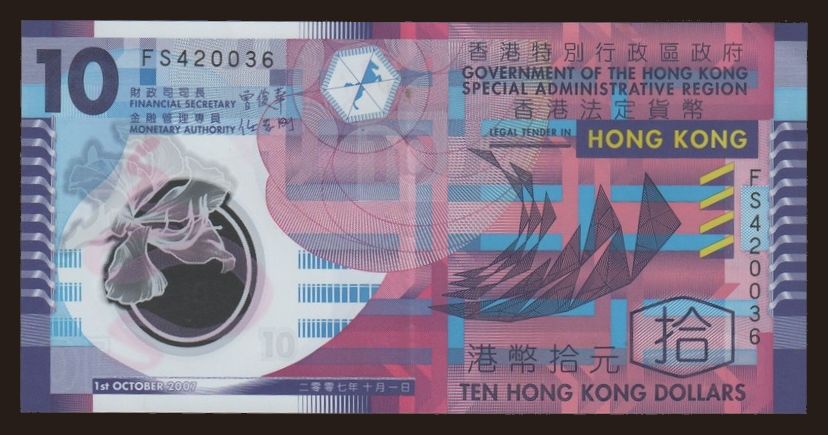 10
FS420036
財政司司長
FINANCIAL SECRETARY
金融管理專員
MONETARY AUTHORITY
香港特別行政區政府
GOVERNMENT OF THE HONG KONG
SPECIAL ADMINISTRATIVE REGION
香港法定貨幣
LEGAL TENDER IN HONG KONG
FS420036
10
港幣拾元
拾
1st OCTOBER 2007
二零零七年十月一日
TEN HONG KONG DOLLARS